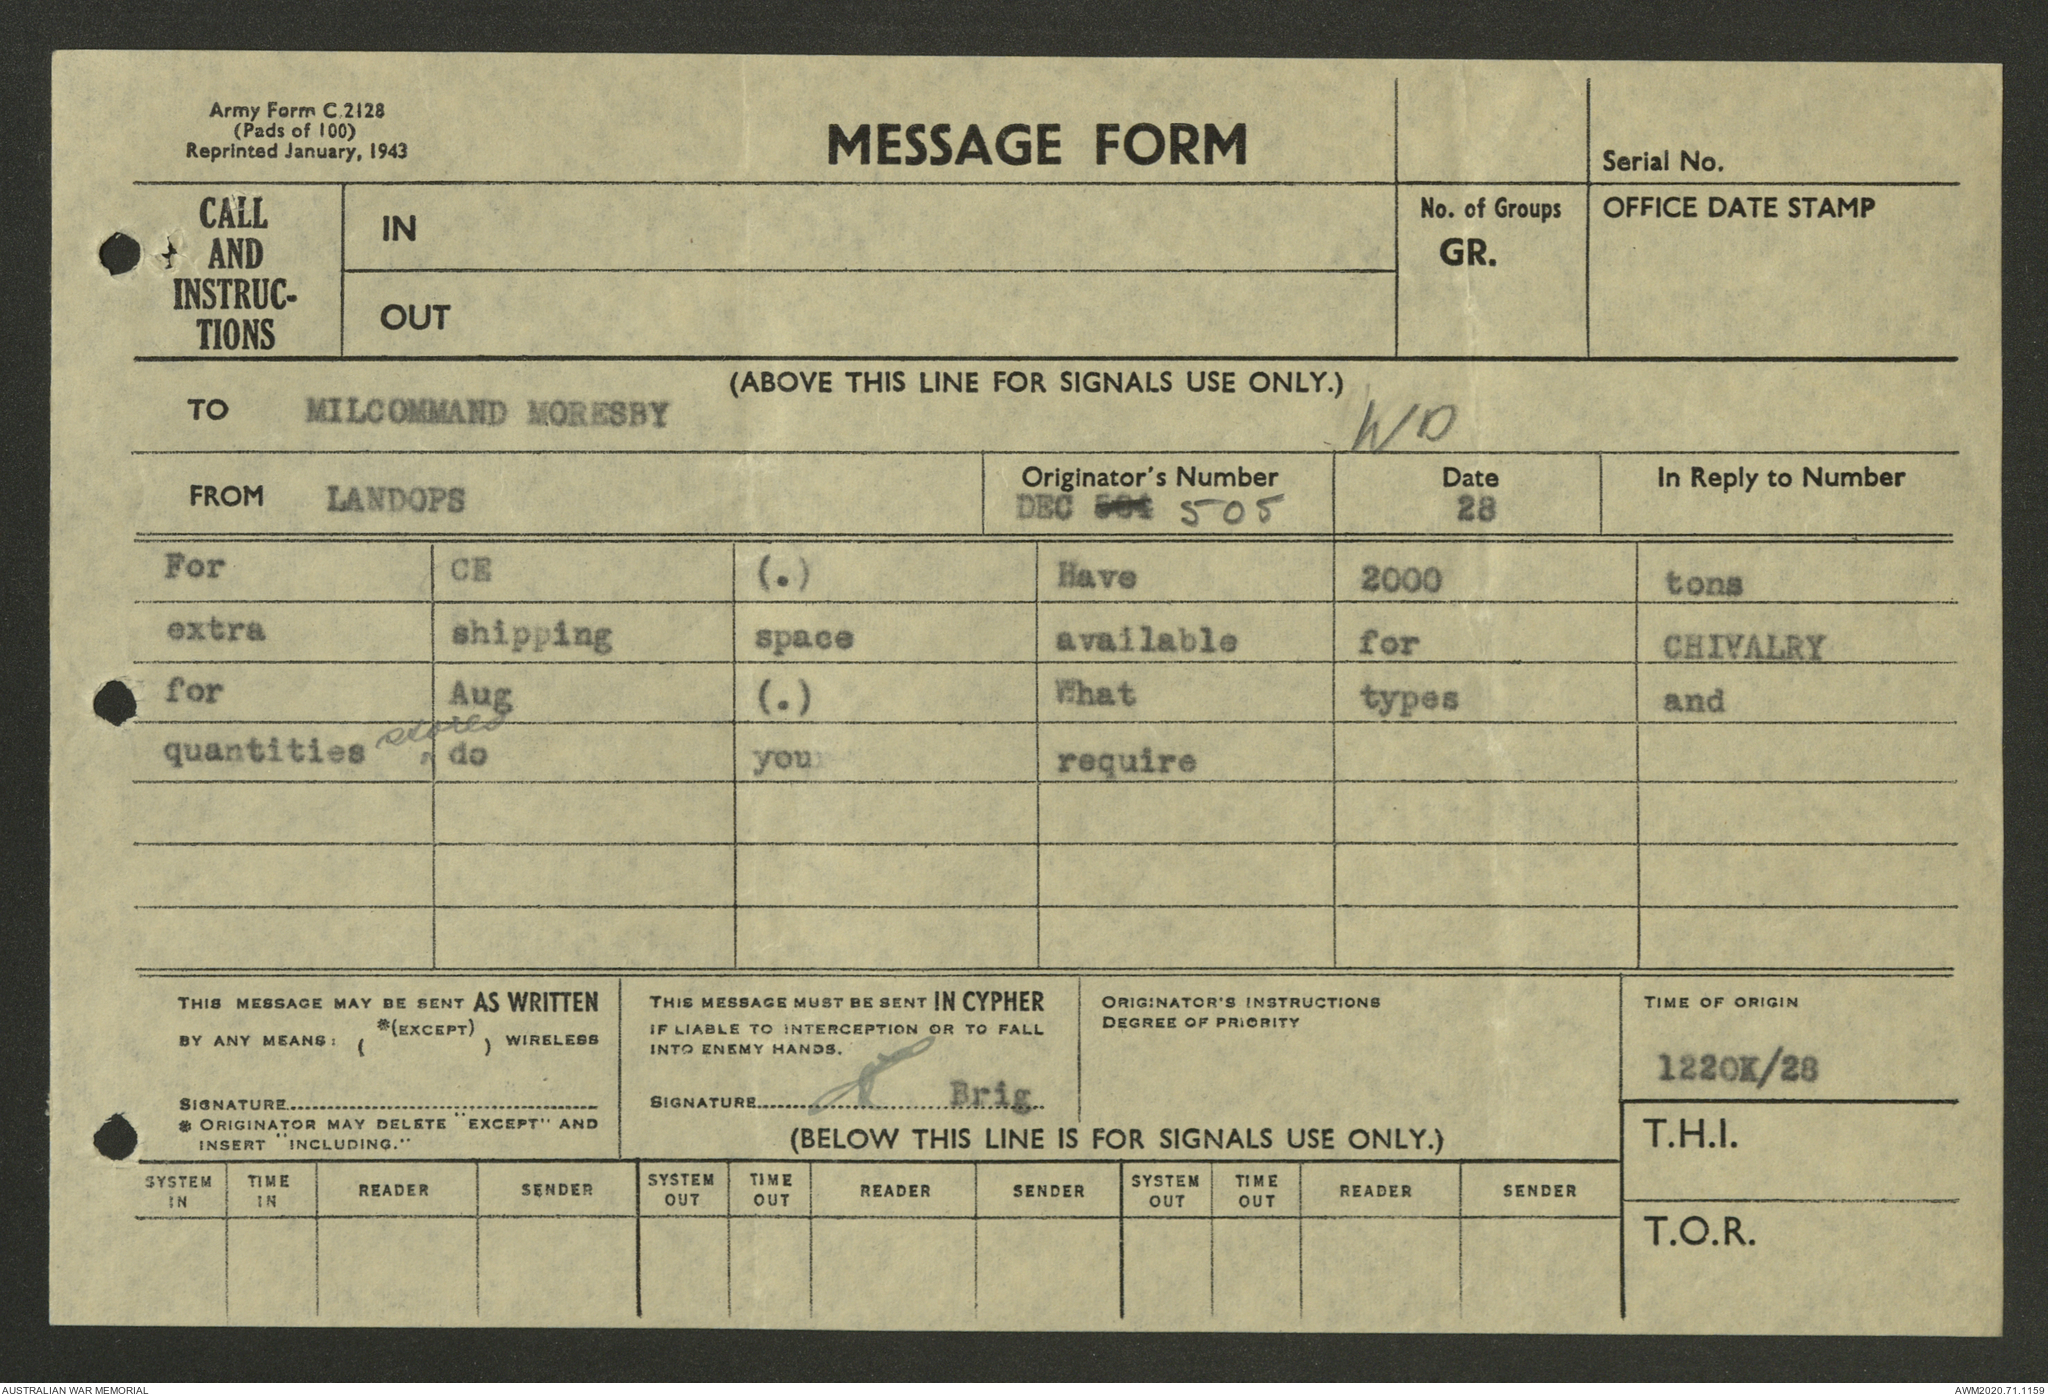 Army Form C.2128
(Pads of 100)
Reprinted January, 1943
MESSAGE FORM
Serial No.
CALL
AND
INSTRUC-
TIONS
IN
OUT
No. of Groups
GR.
OFFICE DATE STAMP
(ABOVE THIS LINE FOR SIGNALS USE ONLY.)
TO MILCOMMAND MORESBY
WD
FROM LANDOPS
Originator's Number
DEC 505
Date
28
In Reply to Number
For CE (.) Have 2000 tons
extra shipping space available for CHIVALRY
for Aug (.) What types and
quantities stores do you require
THIS MESSAGE MAY BE SENT AS WRITTEN
BY ANY MEANS: ( *(EXCEPT) ) WIRELESS
SIGNATURE
* ORIGINATOR MAY DELETE "EXCEPT" AND
INSERT "INCLUDING."
THIS MESSAGE MUST BE SENT IN CYPHER
IF LIABLE TO INTERCEPTION OR TO FALL
INTO ENEMY HANDS.
SIGNATURE Brig
ORIGINATOR'S INSTRUCTIONS
DEGREE OF PRIORITY
TIME OF ORIGIN
1220K/28
(BELOW THIS LINE IS FOR SIGNALS USE ONLY.)
T.H.I.
SYSTEM IN TIME IN READER SENDER SYSTEM OUT TIME OUT READER SENDER SYSTEM OUT TIME OUT READER SENDER
T.O.R.
AUSTRALIAN WAR MEMORIAL
AWM2020.71.1159